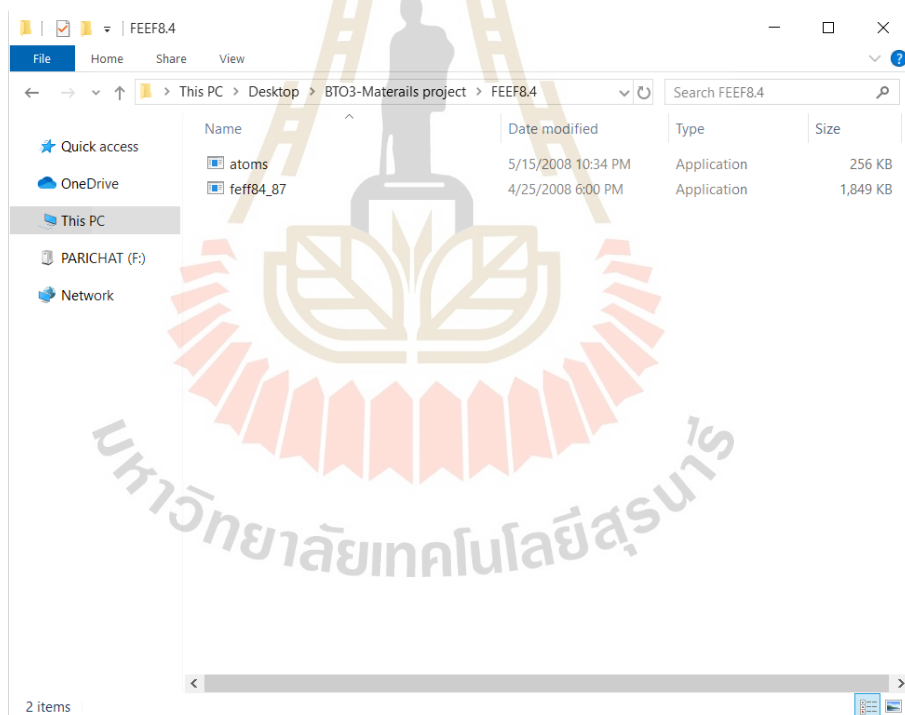 FEEF8.4
File Home Share View
This PC > Desktop > BTO3-Materails project > FEEF8.4 Search FEEF8.4
Name Date modified Type Size
Quick access
OneDrive
This PC
PARICHAT (F:)
Network
atoms 5/15/2008 10:34 PM Application 256 KB
feff84_87 4/25/2008 6:00 PM Application 1,849 KB
มหาวิทยาลัยเทคโนโลยีสุรนารี
2 items